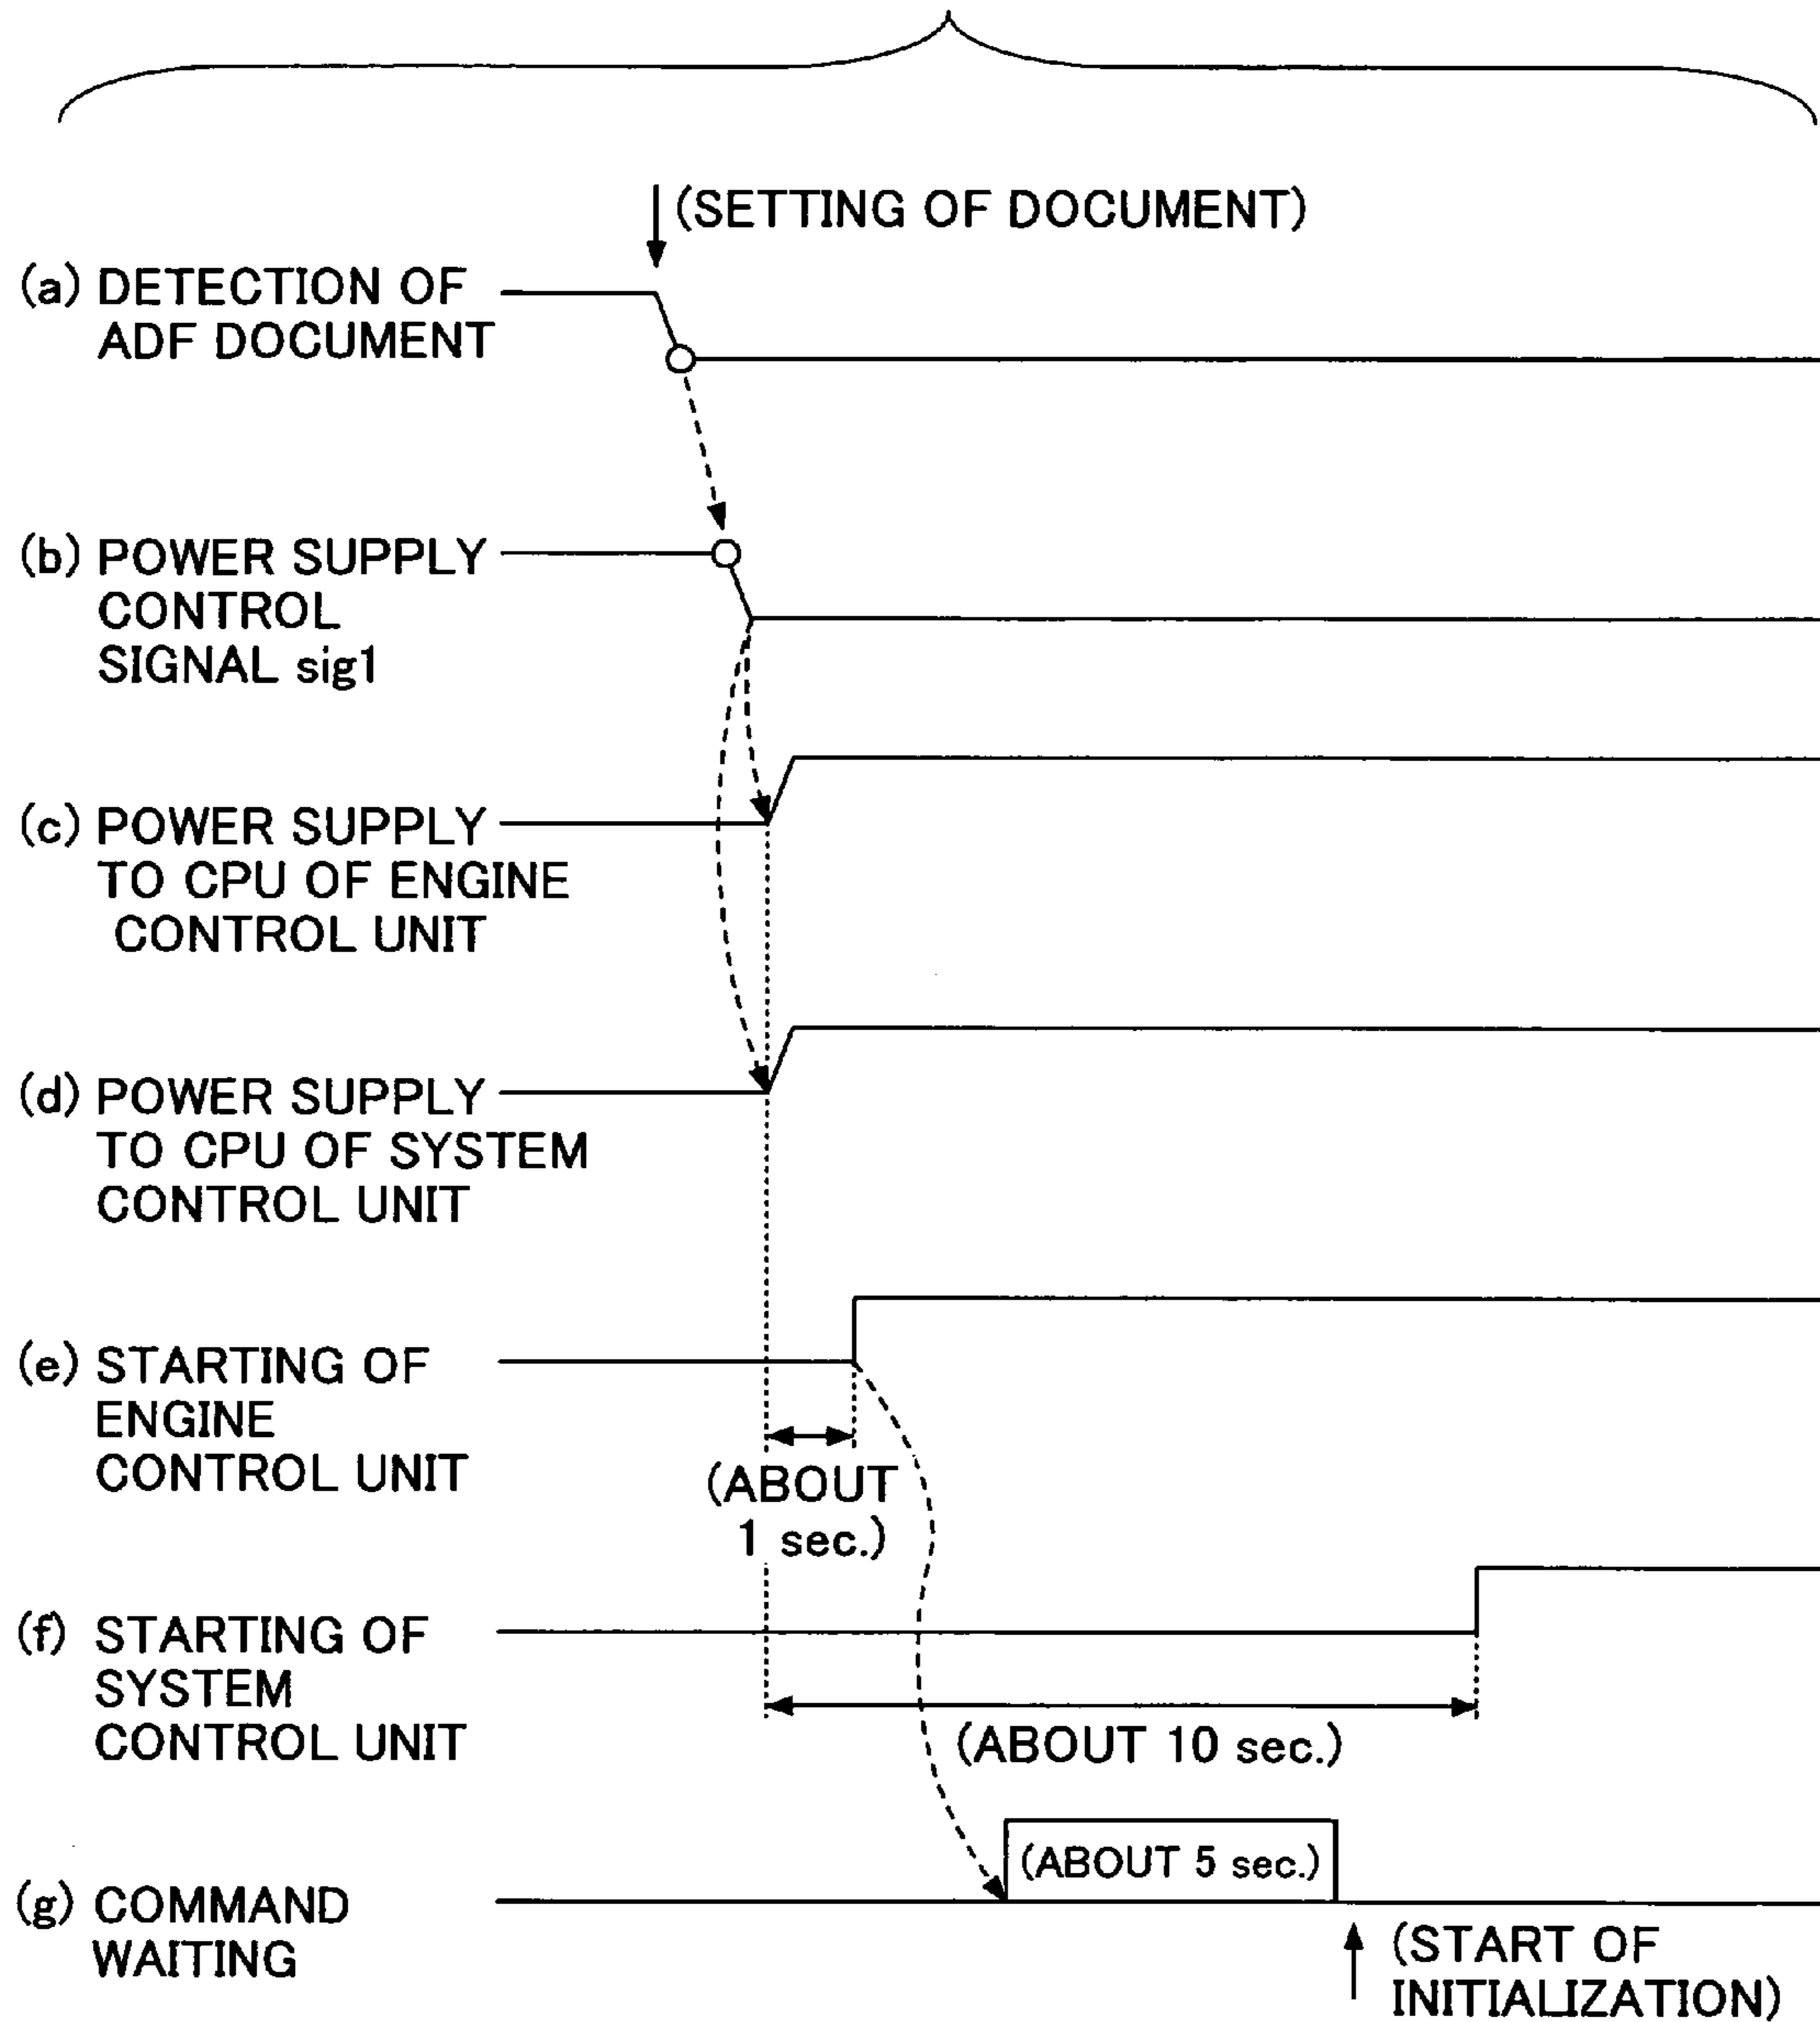 (SETTING OF DOCUMENT)
(a) DETECTION OF
ADF DOCUMENT
(b) POWER SUPPLY
CONTROL
SIGNAL sig1
(c) POWER SUPPLY
TO CPU OF ENGINE
CONTROL UNIT
(d) POWER SUPPLY
TO CPU OF SYSTEM
CONTROL UNIT
(e) STARTING OF
ENGINE
CONTROL UNIT
(ABOUT
1 sec.)
(f) STARTING OF
SYSTEM
CONTROL UNIT
(ABOUT 10 sec.)
(ABOUT 5 sec.)
(g) COMMAND
WAITING
(START OF
INITIALIZATION)